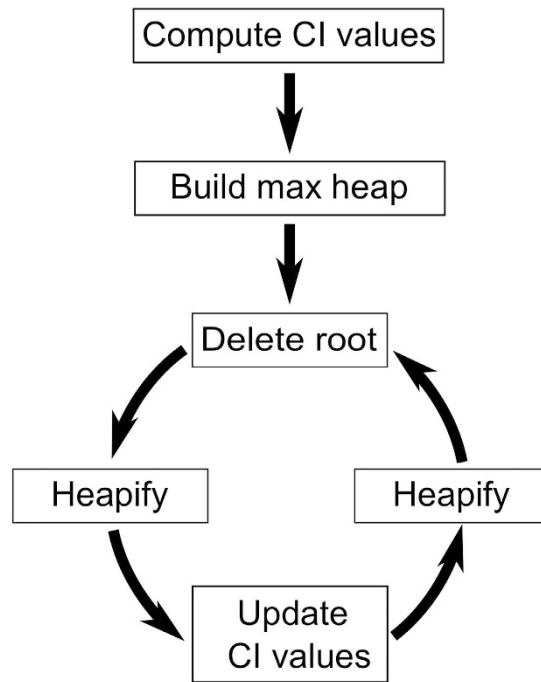 Compute CI values
Build max heap
Delete root
Heapify
Heapify
Update
CI values